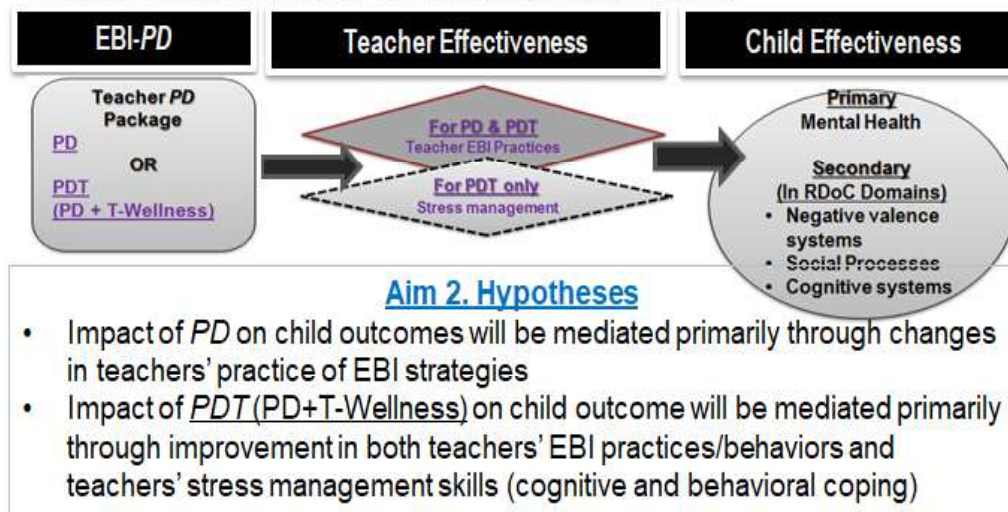 EBI-PD
Teacher Effectiveness
Child Effectiveness
Teacher PD
Package
PD
OR
PDT
(PD + T-Wellness)
For PD & PDT
Teacher EBI Practices
For PDT only
Stress management
Primary
Mental Health
Secondary
(In RDoC Domains)
• Negative valence
systems
• Social Processes
• Cognitive systems
Aim 2. Hypotheses
• Impact of PD on child outcomes will be mediated primarily through changes
in teachers' practice of EBI strategies
• Impact of PDT (PD+T-Wellness) on child outcome will be mediated primarily
through improvement in both teachers' EBI practices/behaviors and
teachers' stress management skills (cognitive and behavioral coping)